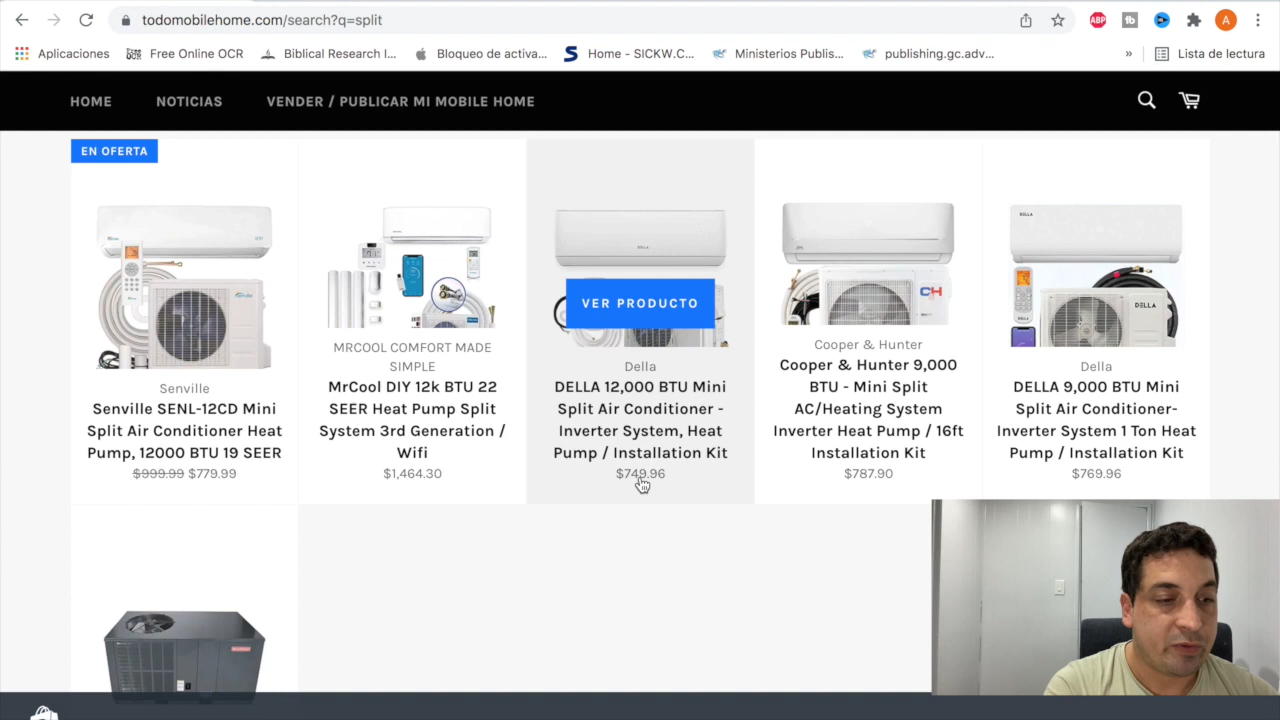 todomobilehome.com/search?q=split
ABP
A
Aplicaciones
Free Online OCR
Biblical Research I...
Bloqueo de activa...
Home - SICKW.C...
Ministerios Publis...
publishing.gc.adv...
»
Lista de lectura
HOME
NOTICIAS
VENDER / PUBLICAR MI MOBILE HOME
EN OFERTA
Senville
Senville SENL-12CD Mini
Split Air Conditioner Heat
Pump, 12000 BTU 19 SEER
$999.99 $779.99
MRCOOL COMFORT MADE
SIMPLE
MrCool DIY 12k BTU 22
SEER Heat Pump Split
System 3rd Generation /
Wifi
$1,464.30
DELLA
VER PRODUCTO
Della
DELLA 12,000 BTU Mini
Split Air Conditioner -
Inverter System, Heat
Pump / Installation Kit
$749.96
CH
Cooper & Hunter
Cooper & Hunter 9,000
BTU - Mini Split
AC/Heating System
Inverter Heat Pump / 16ft
Installation Kit
$787.90
DELLA
DELLA
Della
DELLA 9,000 BTU Mini
Split Air Conditioner-
Inverter System 1 Ton Heat
Pump / Installation Kit
$769.96